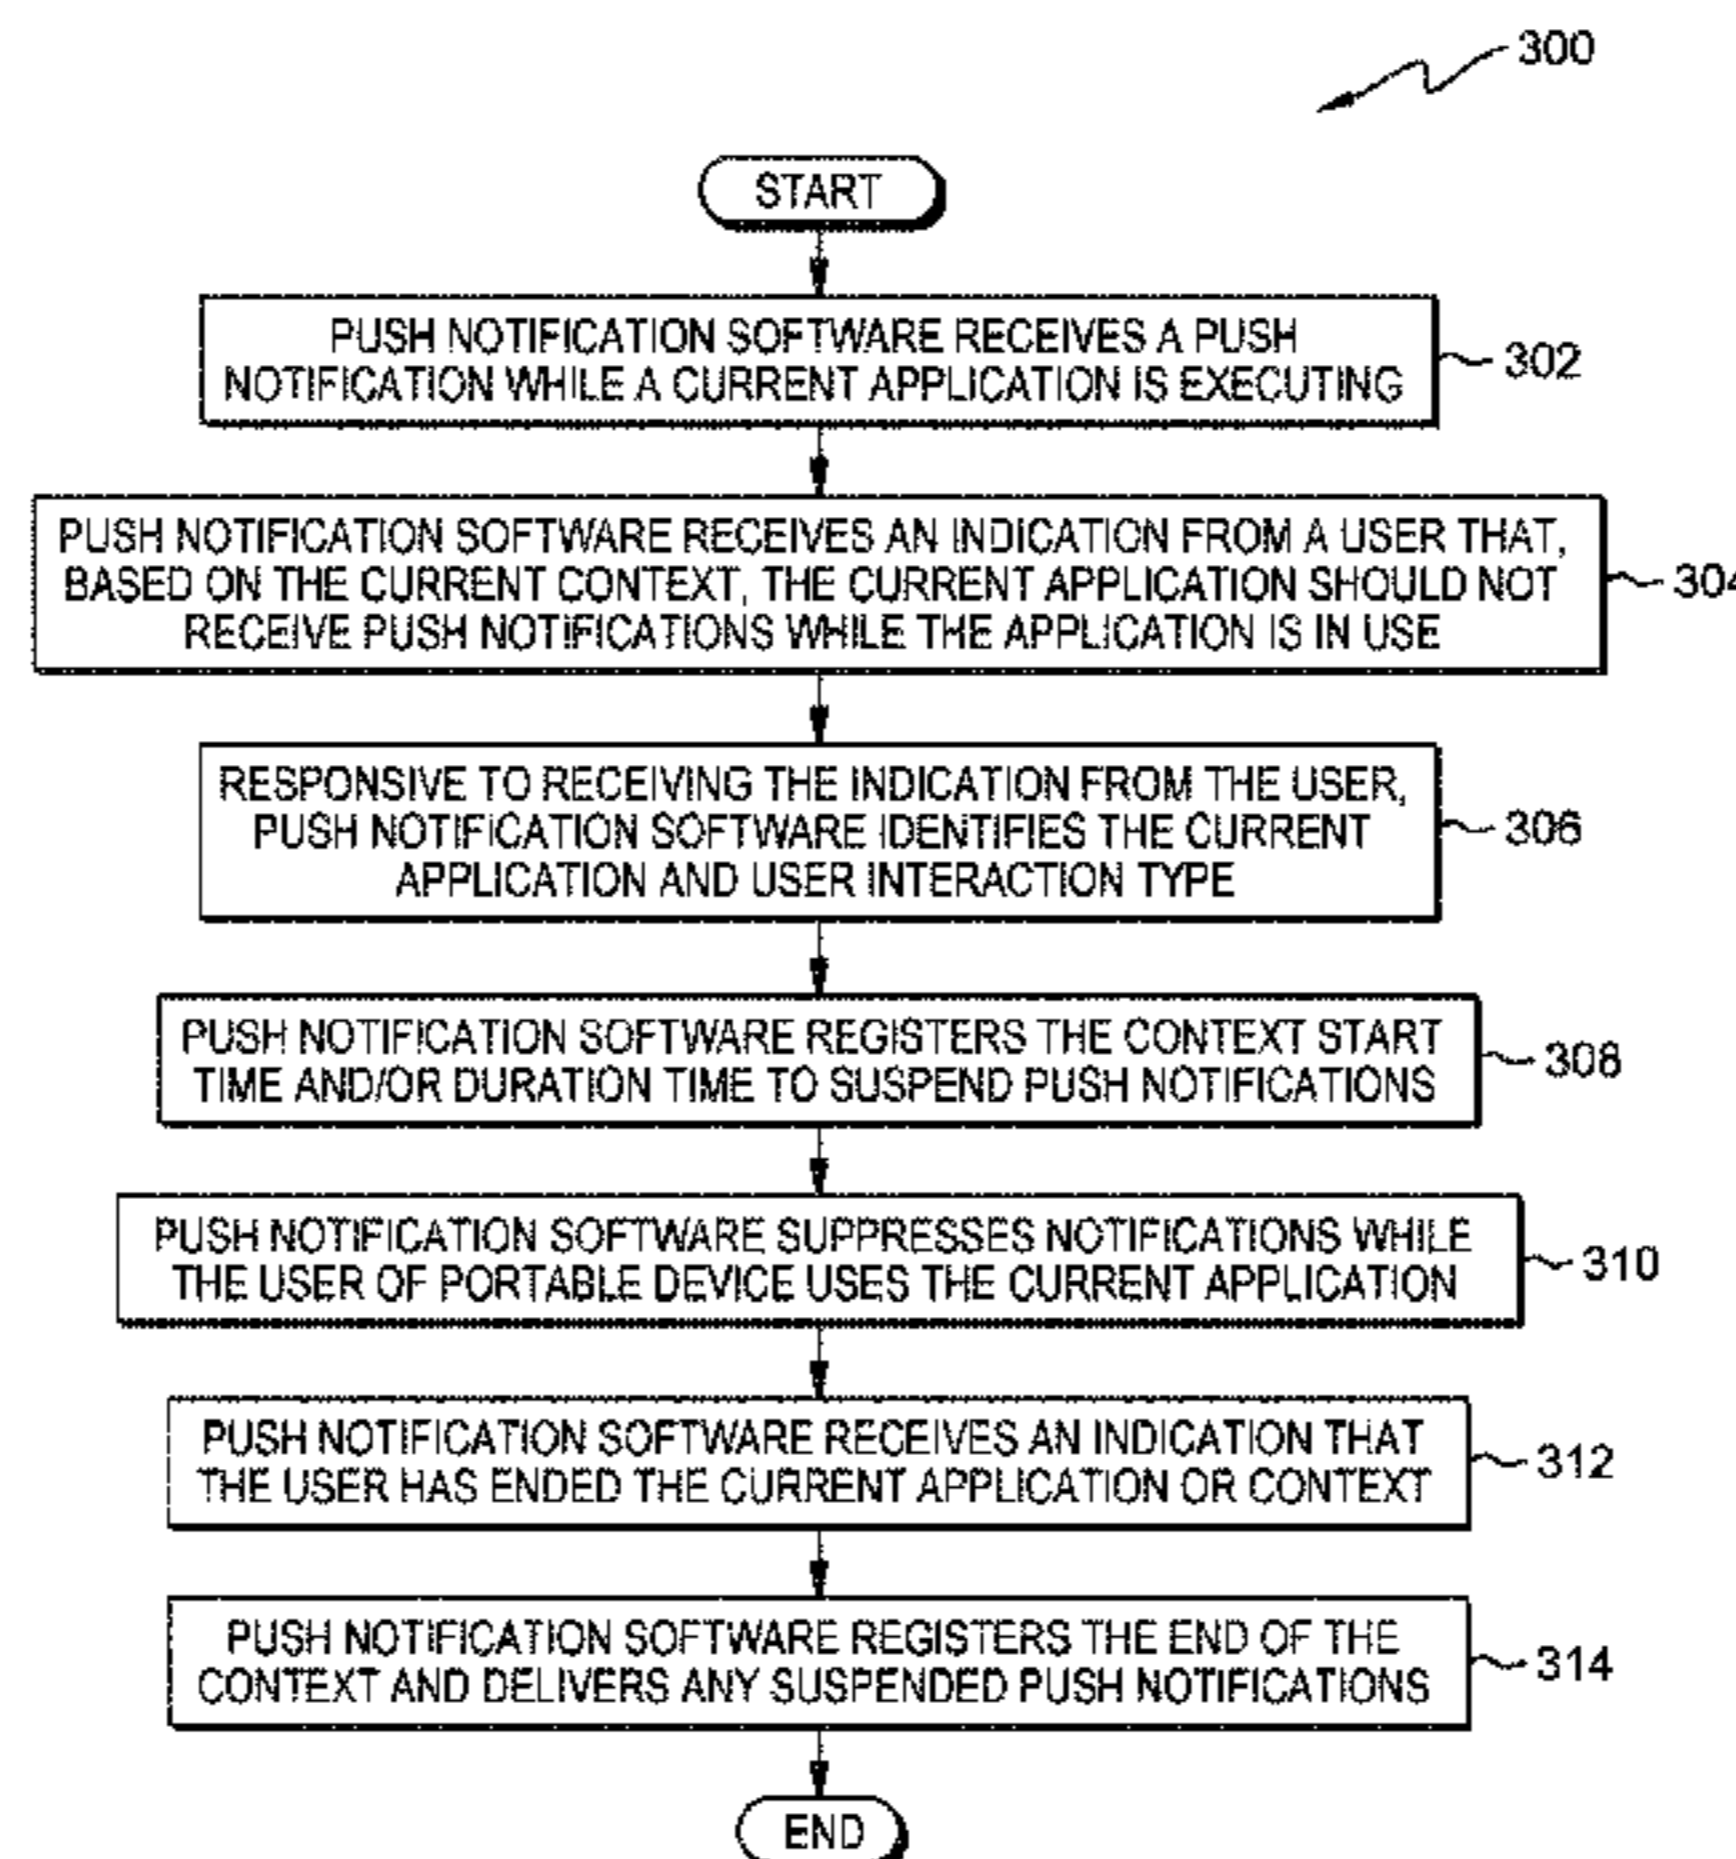 300
START
PUSH NOTIFICATION SOFTWARE RECEIVES A PUSH
NOTIFICATION WHILE A CURRENT APPLICATION IS EXECUTING
302
PUSH NOTIFICATION SOFTWARE RECEIVES AN INDICATION FROM A USER THAT,
BASED ON THE CURRENT CONTEXT, THE CURRENT APPLICATION SHOULD NOT
RECEIVE PUSH NOTIFICATIONS WHILE THE APPLICATION IS IN USE
304
RESPONSIVE TO RECEIVING THE INDICATION FROM THE USER,
PUSH NOTIFICATION SOFTWARE IDENTIFIES THE CURRENT
APPLICATION AND USER INTERACTION TYPE
306
PUSH NOTIFICATION SOFTWARE REGISTERS THE CONTEXT START
TIME AND/OR DURATION TIME TO SUSPEND PUSH NOTIFICATIONS
308
PUSH NOTIFICATION SOFTWARE SUPPRESSES NOTIFICATIONS WHILE
THE USER OF PORTABLE DEVICE USES THE CURRENT APPLICATION
310
PUSH NOTIFICATION SOFTWARE RECEIVES AN INDICATION THAT
THE USER HAS ENDED THE CURRENT APPLICATION OR CONTEXT
312
PUSH NOTIFICATION SOFTWARE REGISTERS THE END OF THE
CONTEXT AND DELIVERS ANY SUSPENDED PUSH NOTIFICATIONS
314
END